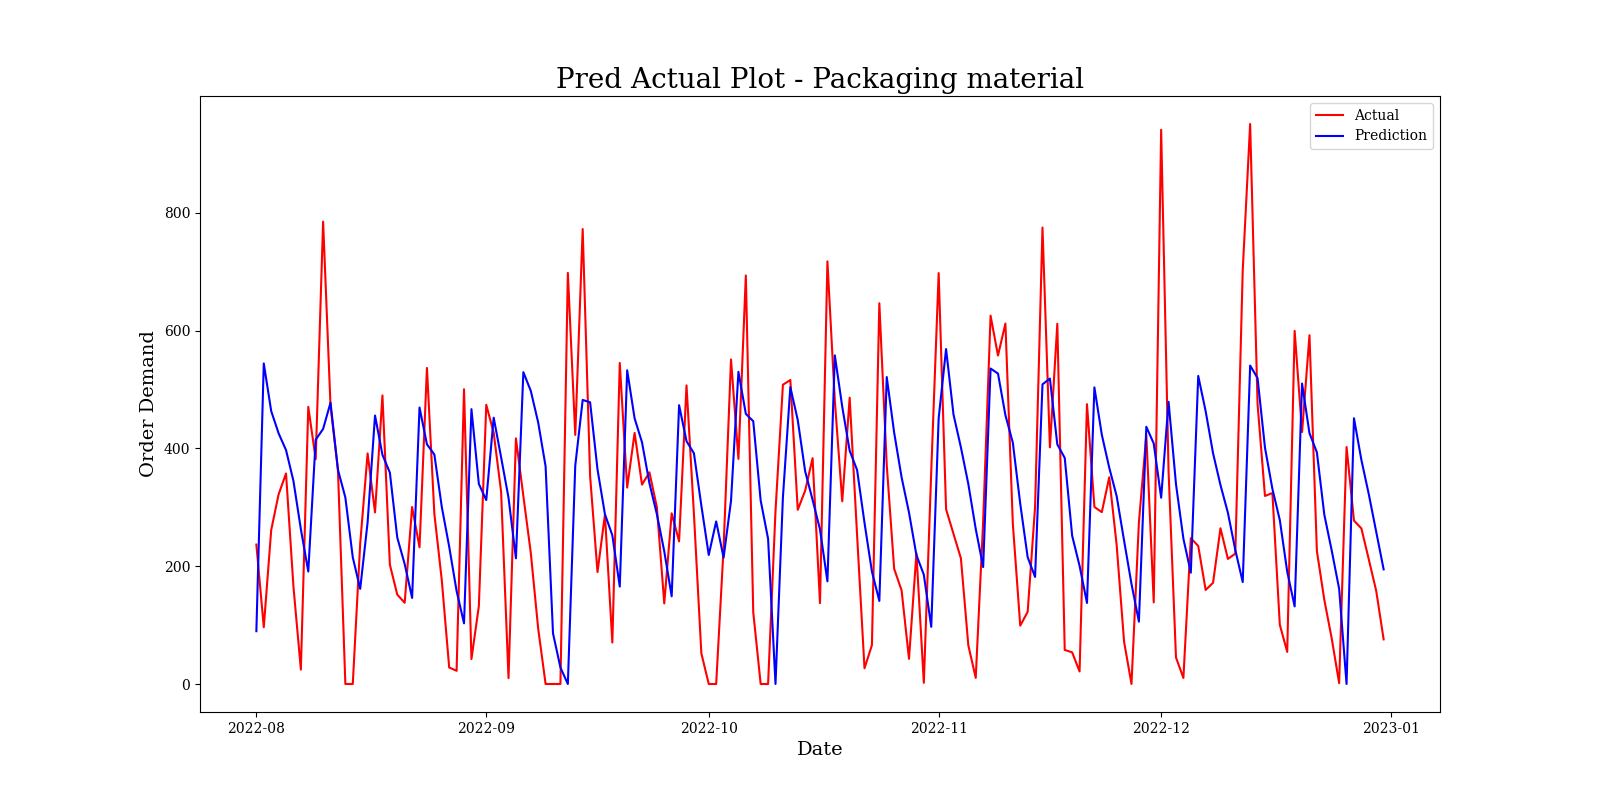 Pred Actual Plot - Packaging material
Actual
Prediction
Order Demand
800
600
400
200
0
2022-08 2022-09 2022-10 2022-11 2022-12 2023-01
Date